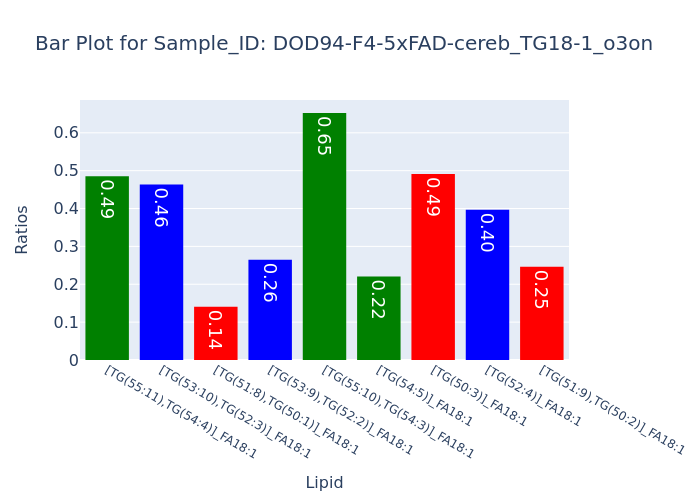 Bar Plot for Sample_ID: DOD94-F4-5xFAD-cereb_TG18-1_o3on
Ratios
0.6
0.5
0.4
0.3
0.2
0.1
0
0.49
0.46
0.14
0.26
0.65
0.22
0.49
0.40
0.25
[TG(55:11),TG(54:4)]_FA18:1
[TG(53:10),TG(52:3)]_FA18:1
[TG(51:8),TG(50:1)]_FA18:1
[TG(53:9),TG(52:2)]_FA18:1
[TG(55:10),TG(54:3)]_FA18:1
[TG(54:5)]_FA18:1
[TG(50:3)]_FA18:1
[TG(52:4)]_FA18:1
[TG(51:9),TG(50:2)]_FA18:1
Lipid